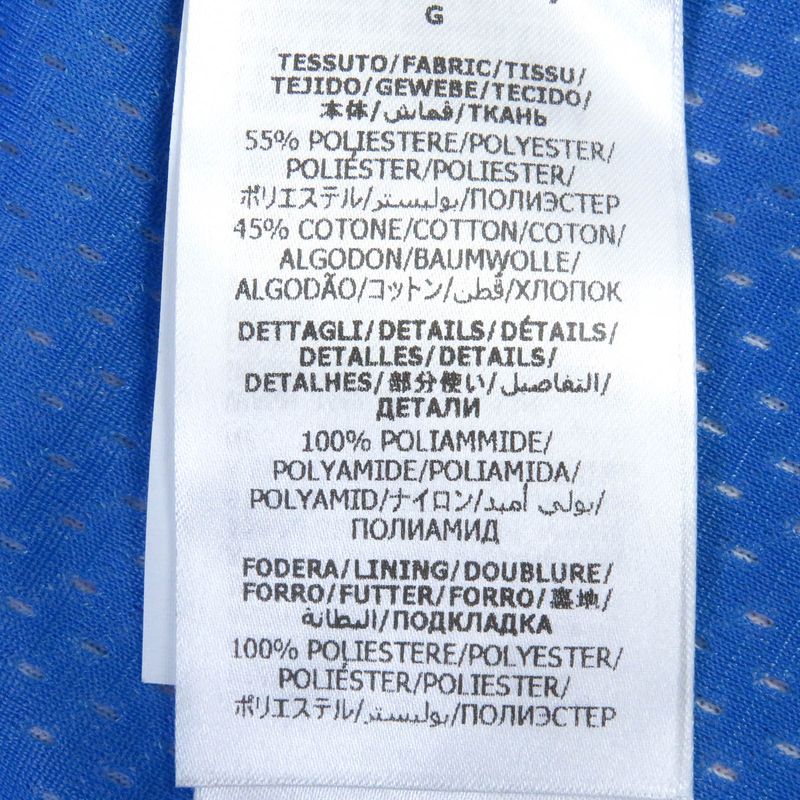 G
TESSUTO/FABRIC/TISSU/
TEJIDO/GEWEBE/TECIDO/
本体/قماش/ТКАНЬ
55% POLIESTERE/POLYESTER/
POLIÉSTER/POLIESTER/
ポリエステル/بوليستر/ПОЛИЭСТЕР
45% COTONE/COTTON/COTON/
ALGODON/BAUMWOLLE/
ALGODÃO/コットン/قطن/ХЛОПОК
DETTAGLI/DETAILS/DÉTAILS/
DETALLES/DETAILS/
DETALHES/部分使い/التفاصيل/
ДЕТАЛИ
100% POLIAMMIDE/
POLYAMIDE/POLIAMIDA/
POLYAMID/ナイロン/بولي أميد/
ПОЛИАМИД
FODERA/LINING/DOUBLURE/
FORRO/FUTTER/FORRO/裏地/
البطانة/ПОДКЛАДКА
100% POLIESTERE/POLYESTER/
POLIÉSTER/POLIESTER/
ポリエステル/بوليستر/ПОЛИЭСТЕР